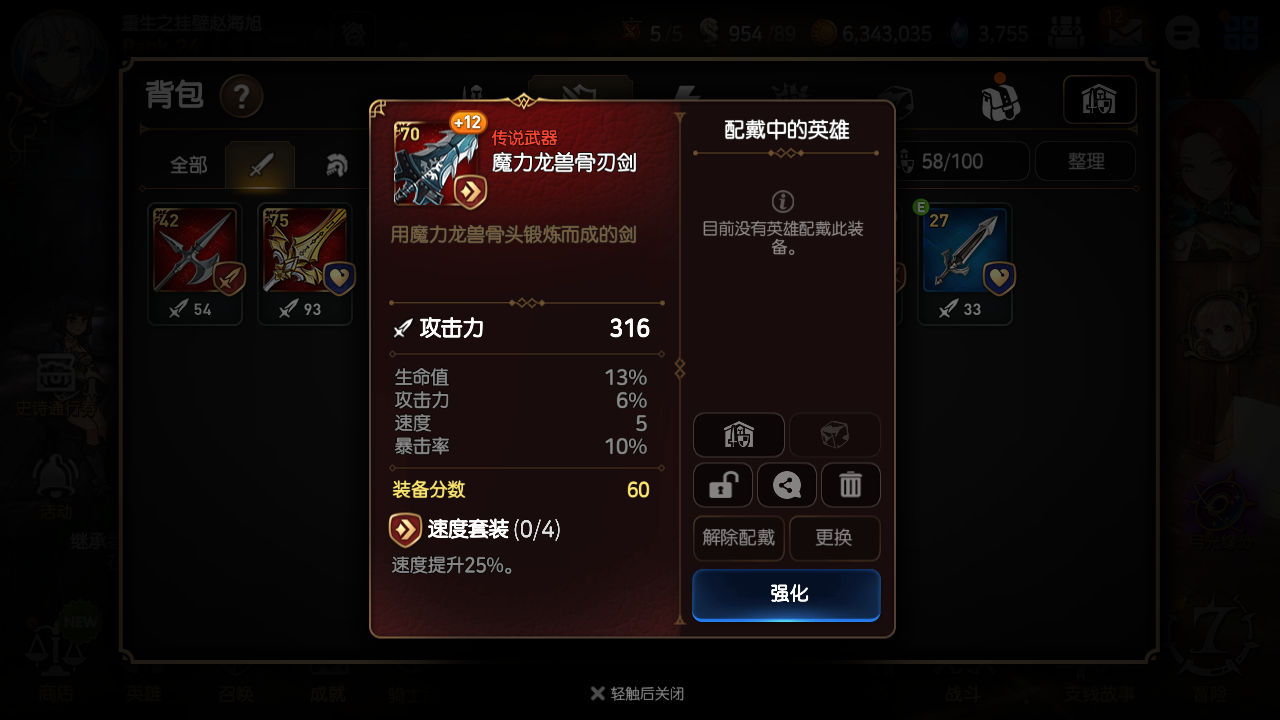 重生之挂壁赵海旭
5/5
954/89
6,343,035
3,755
12
背包
?
全部
58/100
整理
42
54
75
93
E
27
33
70
+12
传说武器
魔力龙兽骨刃剑
用魔力龙兽骨头锻炼而成的剑
攻击力 316
生命值 13%
攻击力 6%
速度 5
暴击率 10%
装备分数 60
速度套装 (0/4)
速度提升25%。
配戴中的英雄
目前没有英雄配戴此装
备。
解除配戴
更换
强化
史诗通行券
活动
继承
NEW
商店
英雄
召唤
成就
骑士
轻触后关闭
战斗
支线故事
冒险